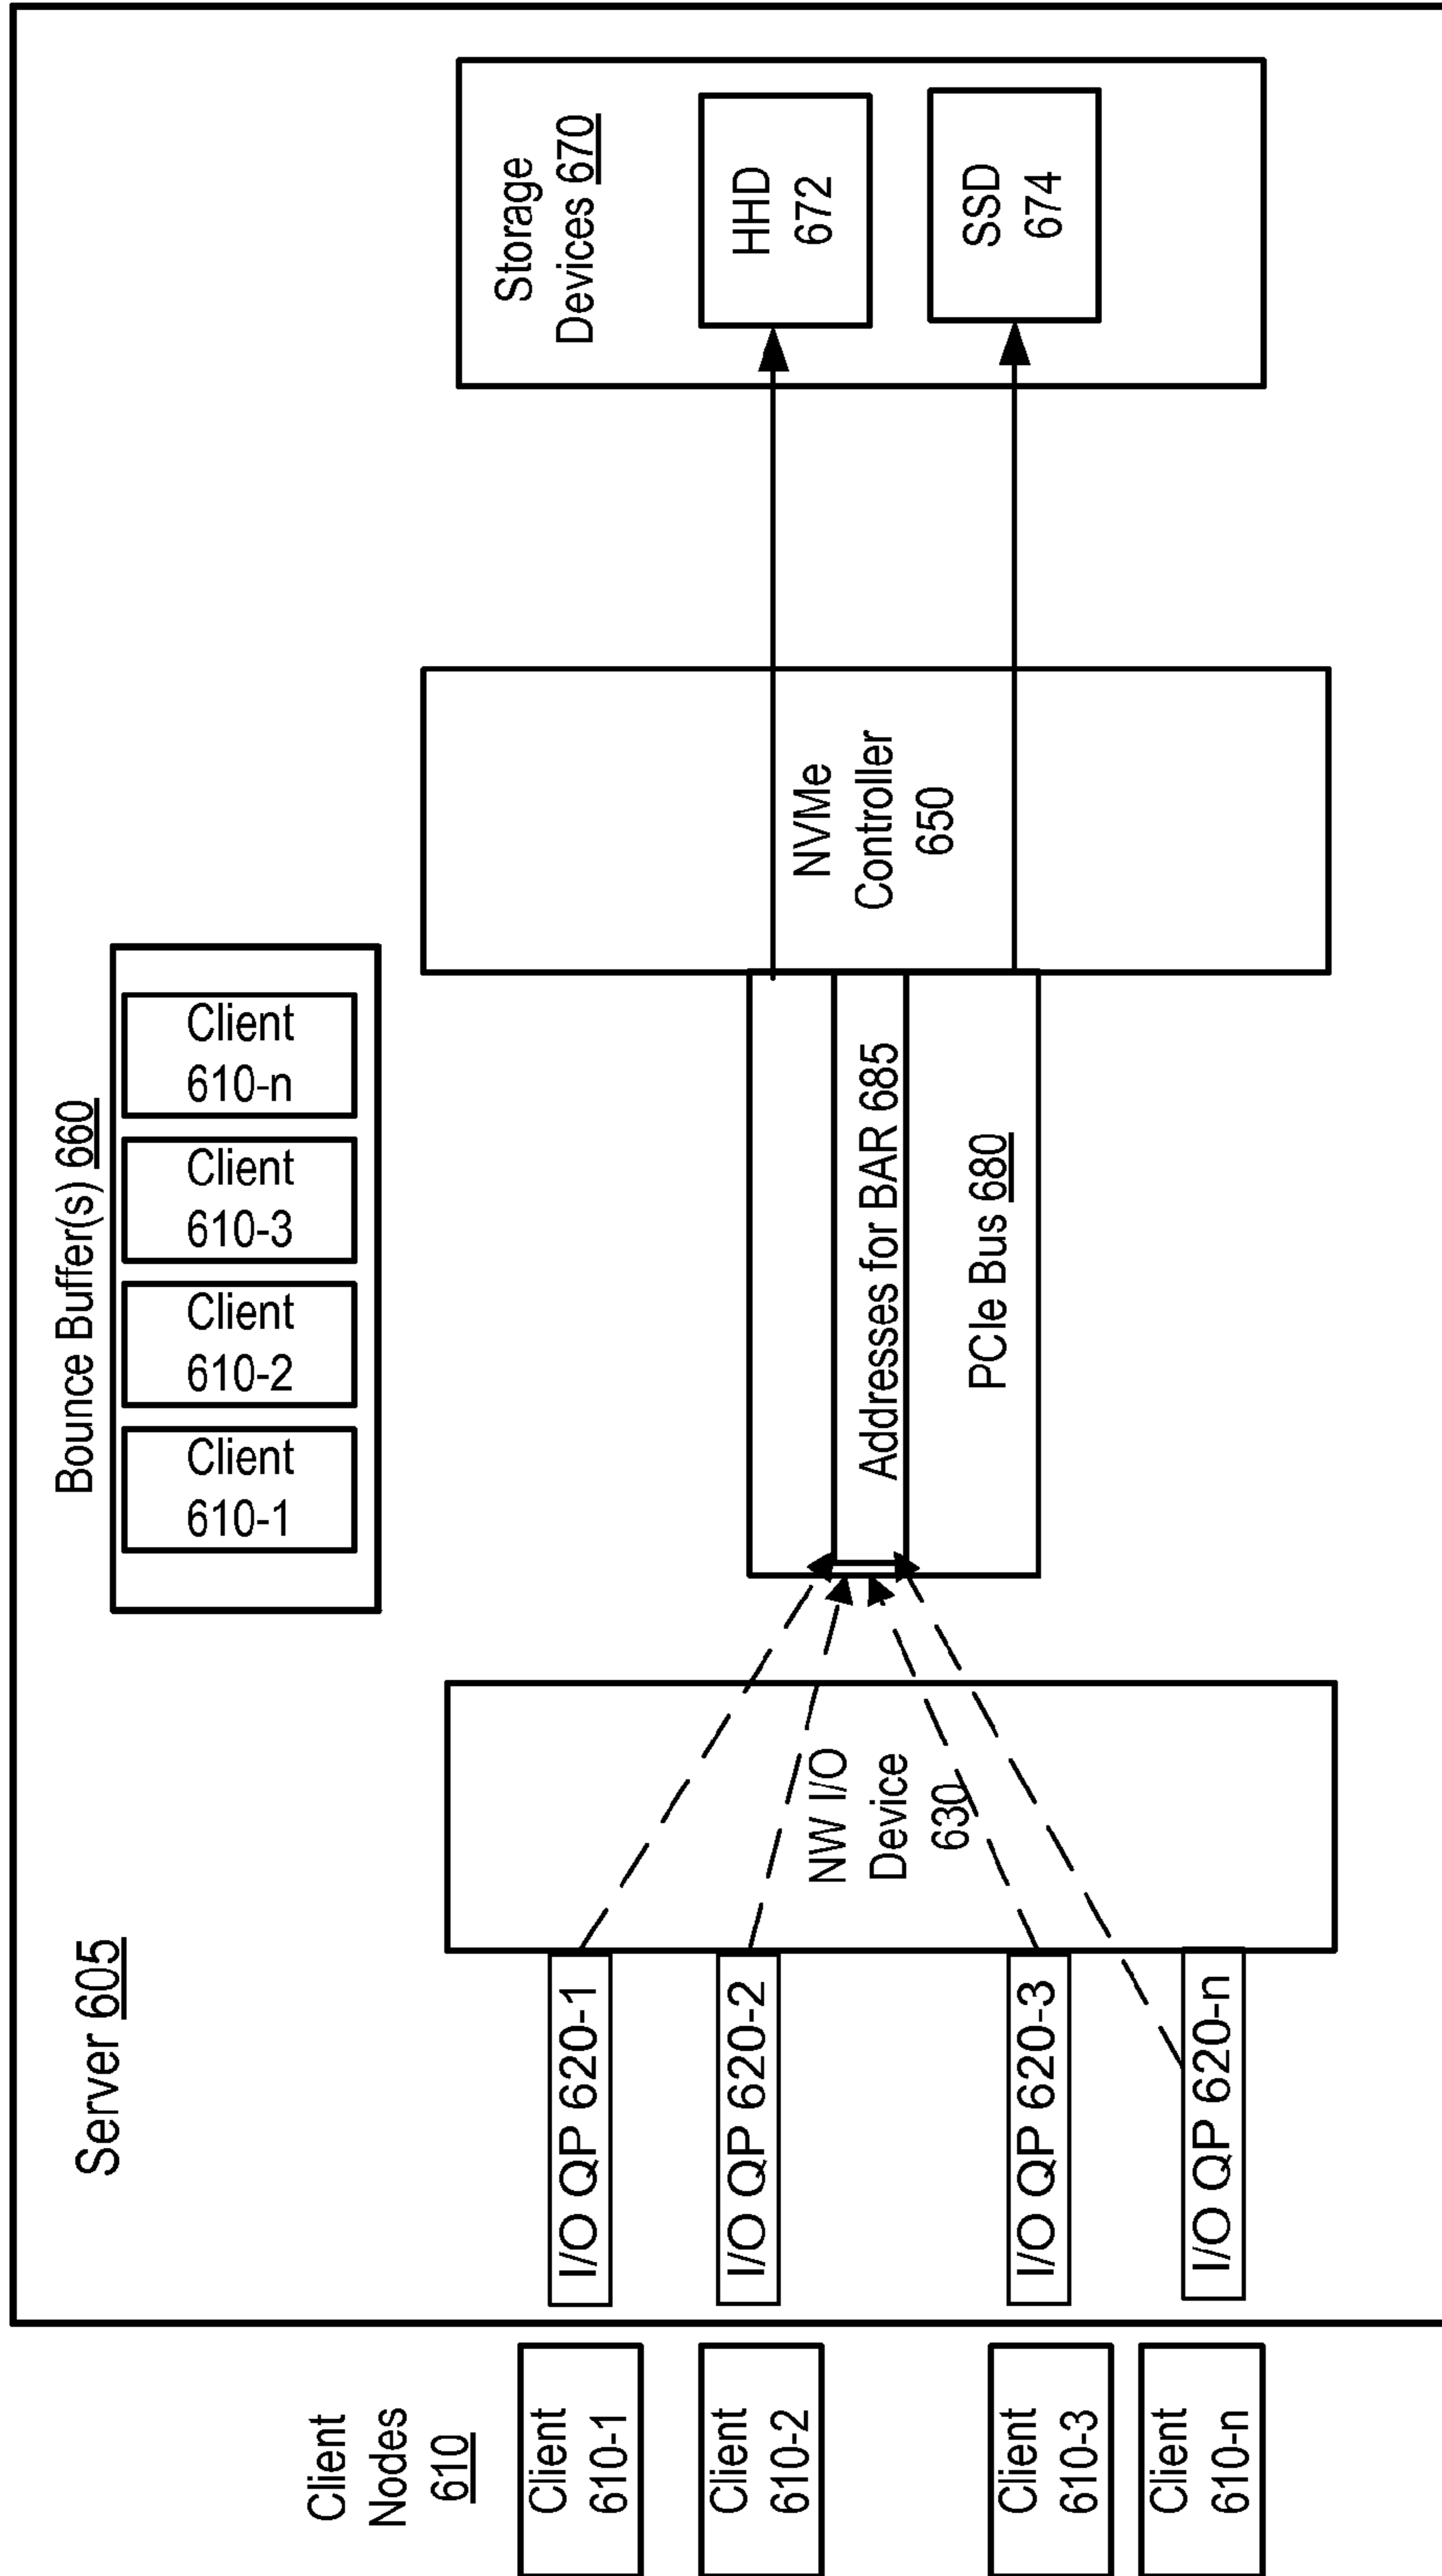 Server 605
Bounce Buffer(s) 660
Client
610-1
Client
610-2
Client
610-3
Client
610-n
Client
Nodes
610
Client
610-1
Client
610-2
Client
610-3
Client
610-n
I/O QP 620-1
I/O QP 620-2
I/O QP 620-3
I/O QP 620-n
NW I/O
Device
630
Addresses for BAR 685
PCIe Bus 680
NVMe
Controller
650
Storage
Devices 670
HHD
672
SSD
674